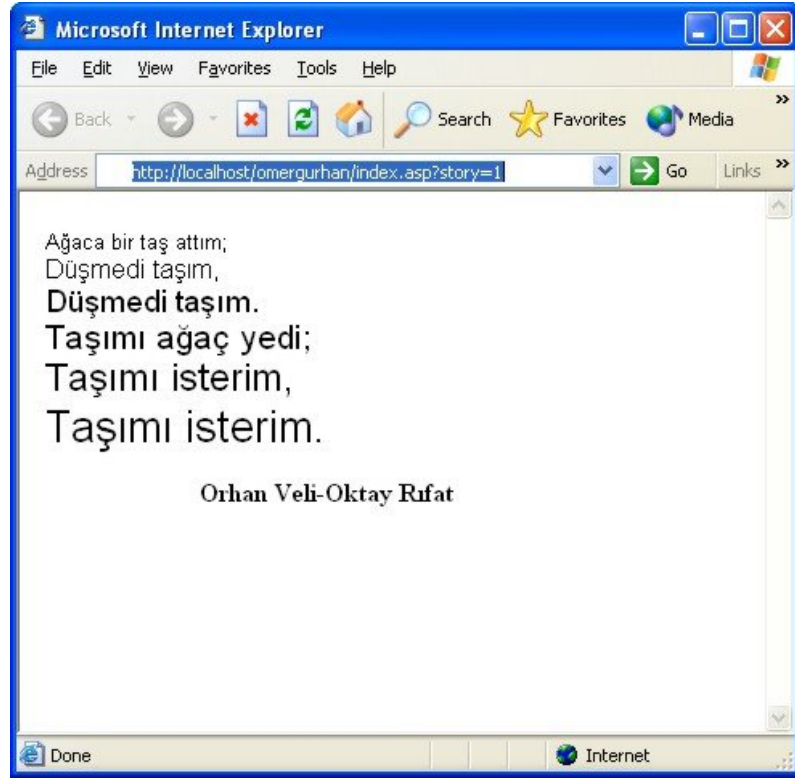 Microsoft Internet Explorer
File Edit View Favorites Tools Help
Back Search Favorites Media »
Address http://localhost/omergurhan/index.asp?story=1 Go Links »
Ağaca bir taş attım;
Düşmedi taşım,
Düşmedi taşım.
Taşımı ağaç yedi;
Taşımı isterim,
Taşımı isterim.
Orhan Veli-Oktay Rıfat
Done Internet